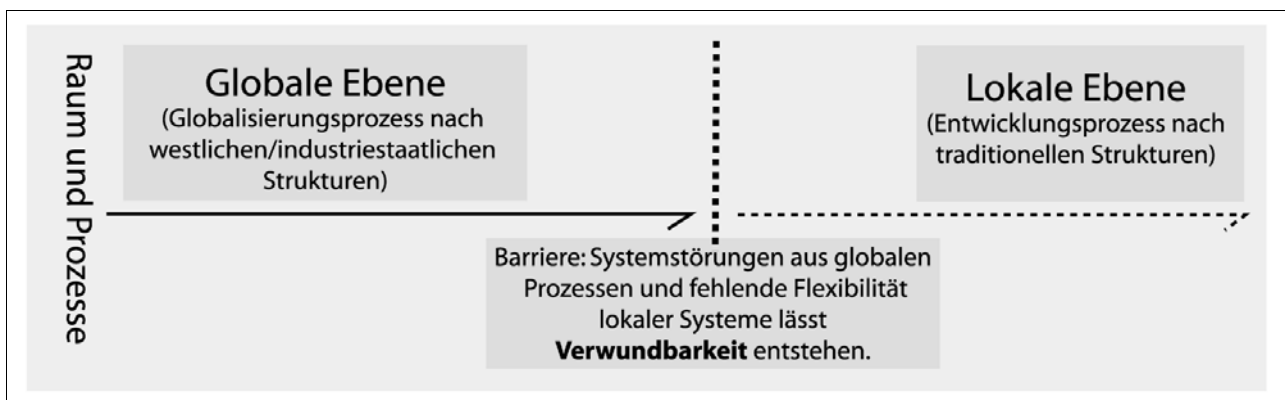 Raum und Prozesse
Globale Ebene
(Globalisierungsprozess nach
westlichen/industriestaatlichen
Strukturen)
Lokale Ebene
(Entwicklungsprozess nach
traditionellen Strukturen)
Barriere: Systemstörungen aus globalen
Prozessen und fehlende Flexibilität
lokaler Systeme lässt
Verwundbarkeit entstehen.